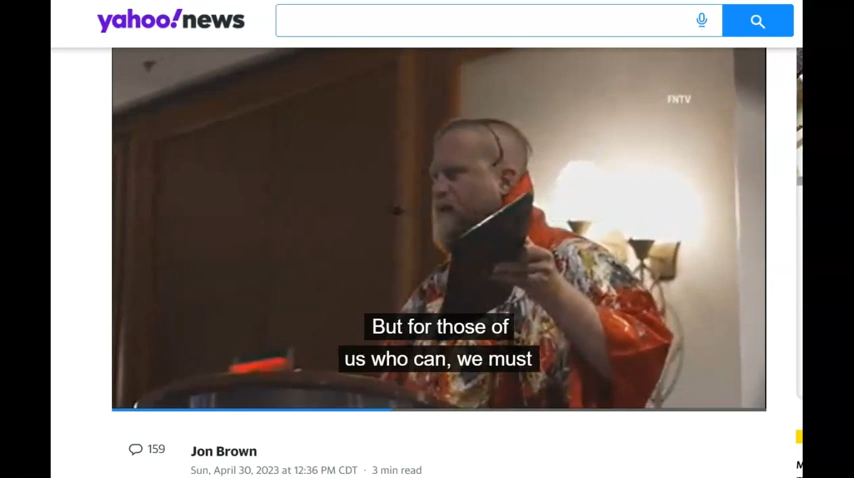 yahoo!news
FNTV
But for those of
us who can, we must
159
Jon Brown
Sun, April 30, 2023 at 12:36 PM CDT · 3 min read
M